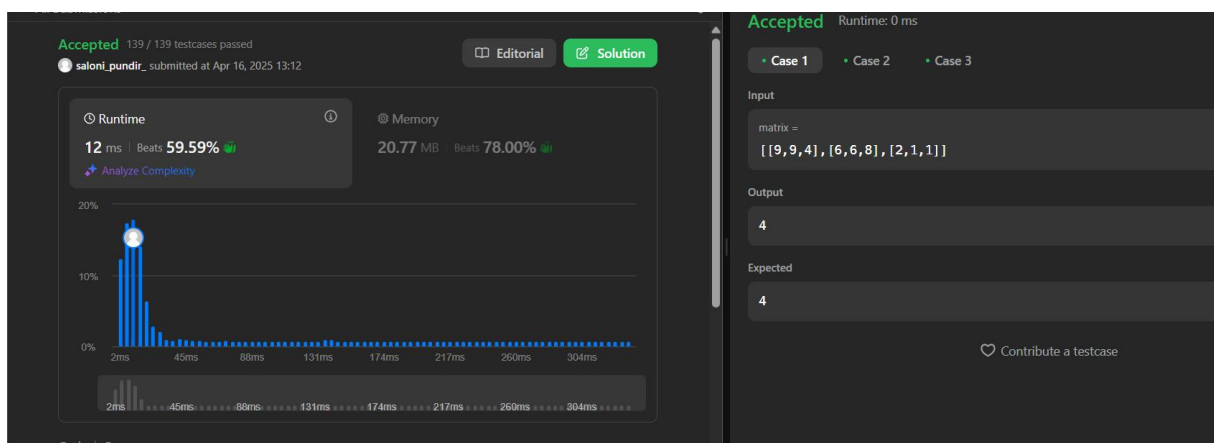 Accepted 139 / 139 testcases passed
saloni_pundir_ submitted at Apr 16, 2025 13:12
Editorial
Solution
Runtime
12 ms | Beats 59.59%
Analyze Complexity
Memory
20.77 MB | Beats 78.00%
20%
10%
0%
2ms 45ms 88ms 131ms 174ms 217ms 260ms 304ms
2ms 45ms 88ms 131ms 174ms 217ms 260ms 304ms
Accepted Runtime: 0 ms
• Case 1 • Case 2 • Case 3
Input
matrix =
[[9,9,4],[6,6,8],[2,1,1]]
Output
4
Expected
4
Contribute a testcase